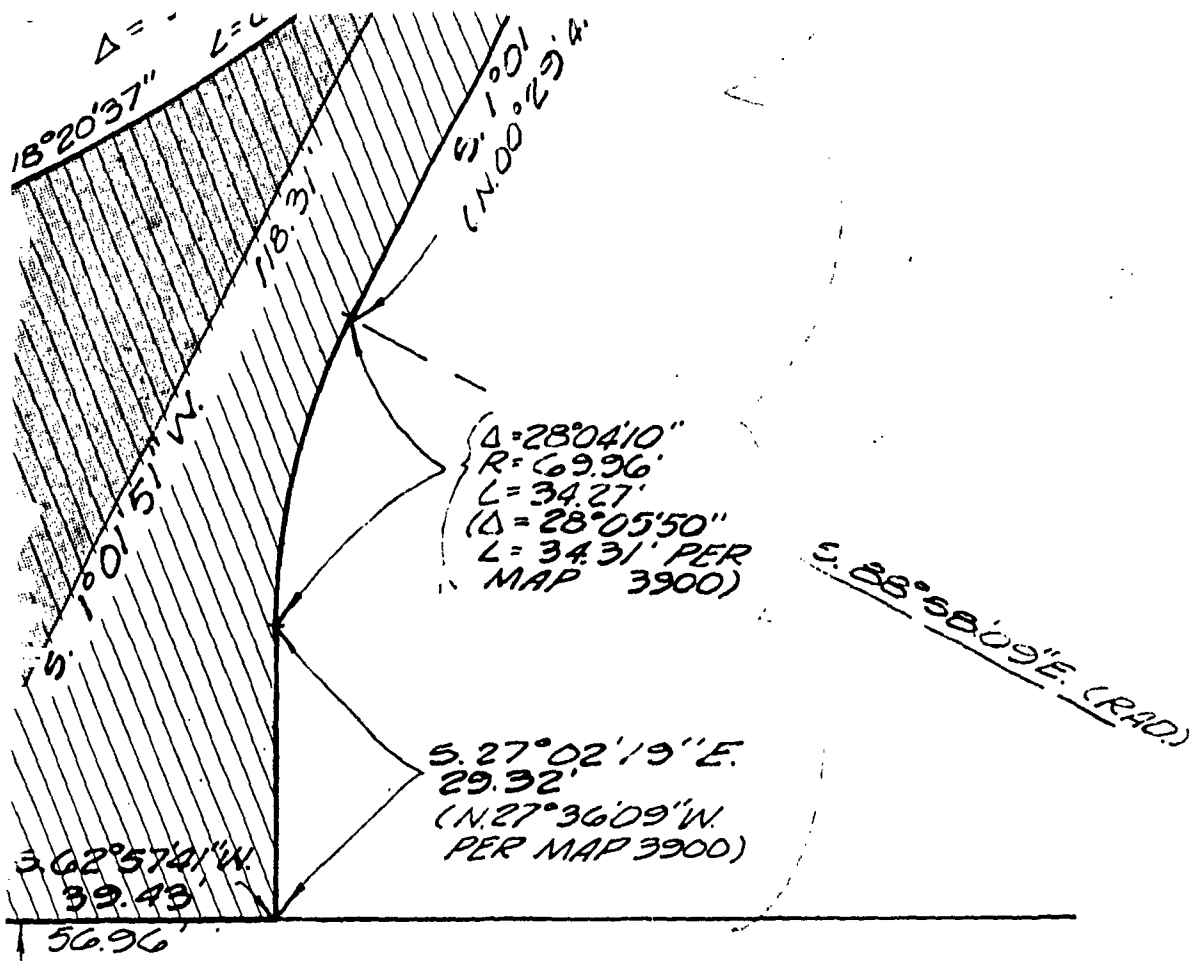 Δ =
L=
18°20'37"
S. 1°01
(N.00°29'4
118.31'
S. 1°01'51" W.
Δ=28°04'10"
R=69.96'
L=34.27'
(Δ=28°05'50"
L=34.31' PER
MAP 3900)
S. 88°58'09"E. (RAD.)
S.27°02'19"E.
29.32'
(N.27°36'09"W.
PER MAP 3900)
S.62°57'41"W.
39.43'
56.96'